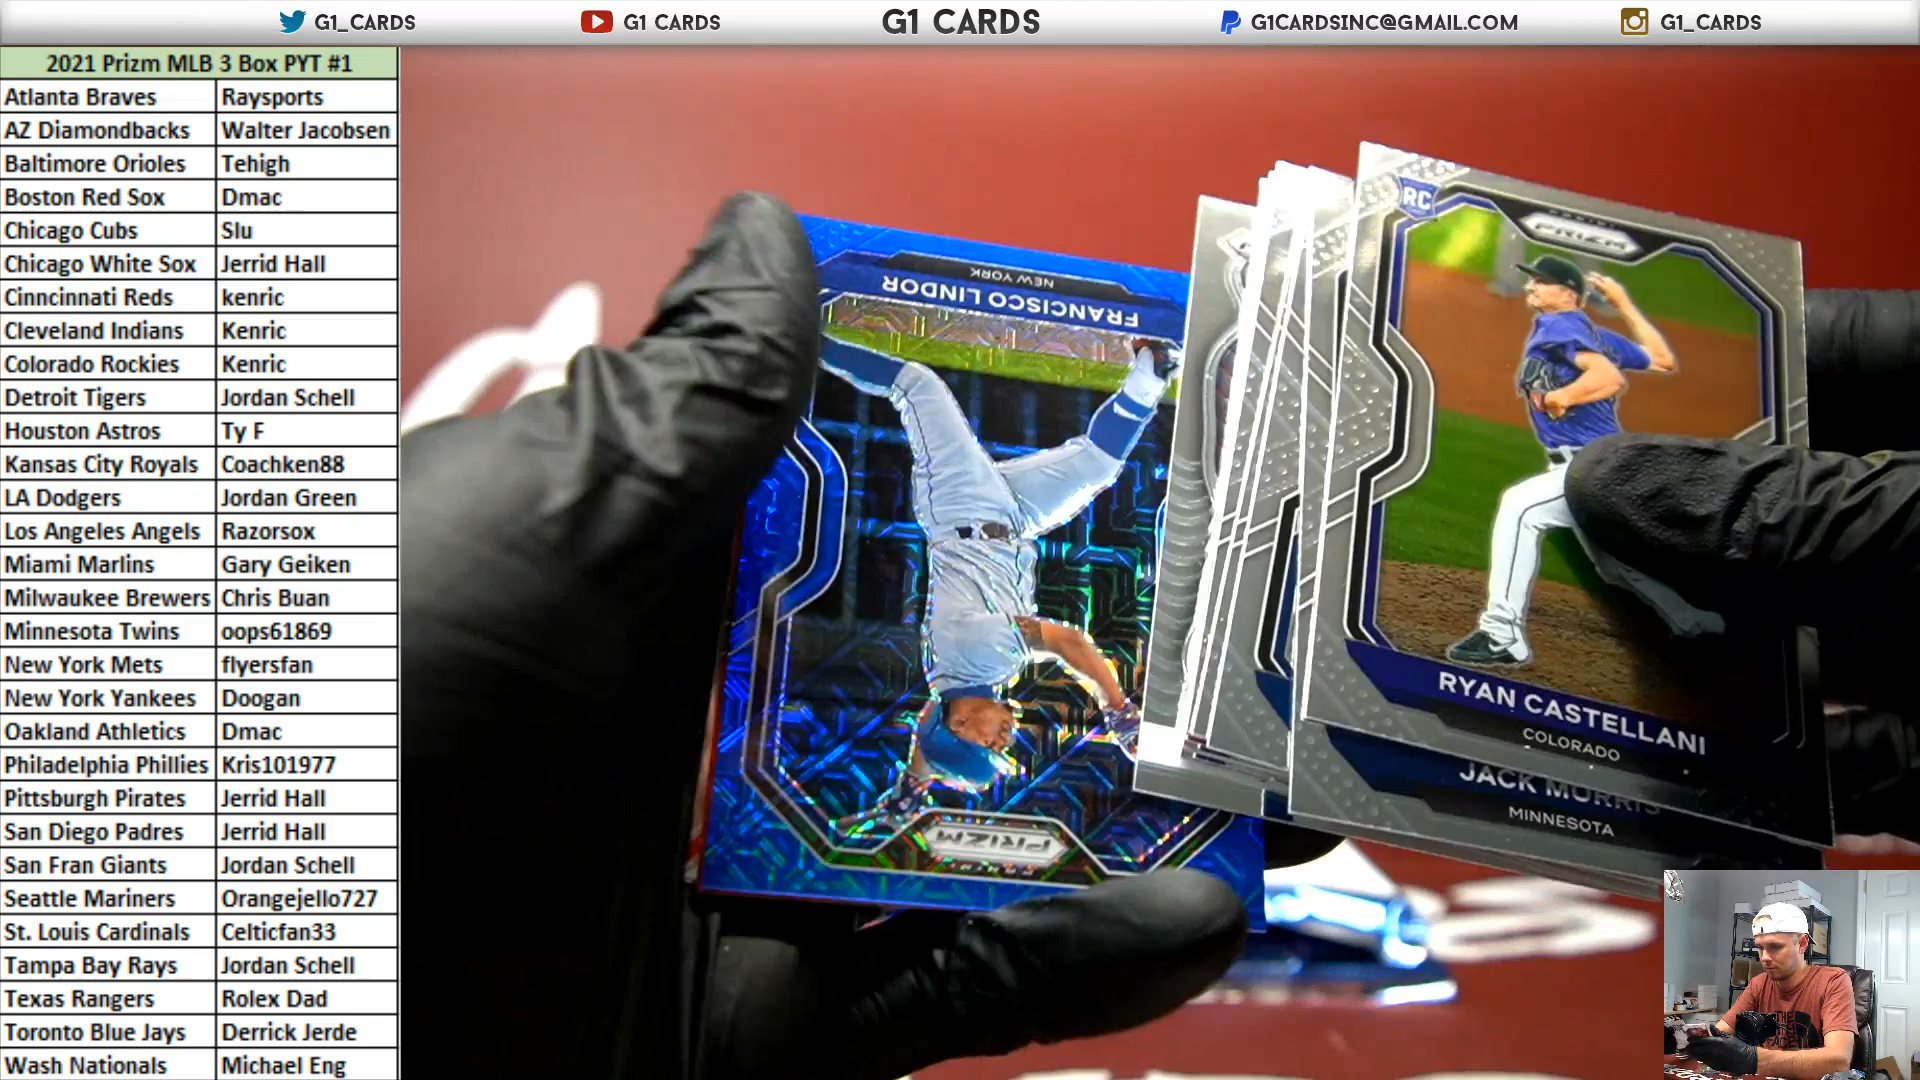 G1_CARDS
G1 CARDS
G1 CARDS
G1CARDSINC@GMAIL.COM
G1_CARDS
2021 Prizm MLB 3 Box PYT #1
Atlanta Braves Raysports
AZ Diamondbacks Walter Jacobsen
Baltimore Orioles Tehigh
Boston Red Sox Dmac
Chicago Cubs Slu
Chicago White Sox Jerrid Hall
Cinncinnati Reds kenric
Cleveland Indians Kenric
Colorado Rockies Kenric
Detroit Tigers Jordan Schell
Houston Astros Ty F
Kansas City Royals Coachken88
LA Dodgers Jordan Green
Los Angeles Angels Razorsox
Miami Marlins Gary Geiken
Milwaukee Brewers Chris Buan
Minnesota Twins oops61869
New York Mets flyersfan
New York Yankees Doogan
Oakland Athletics Dmac
Philadelphia Phillies Kris101977
Pittsburgh Pirates Jerrid Hall
San Diego Padres Jerrid Hall
San Fran Giants Jordan Schell
Seattle Mariners Orangejello727
St. Louis Cardinals Celticfan33
Tampa Bay Rays Jordan Schell
Texas Rangers Rolex Dad
Toronto Blue Jays Derrick Jerde
Wash Nationals Michael Eng
NEW YORK
FRANCISCO LINDOR
PANINI
PRIZM
RC
PANINI
PRIZM
RYAN CASTELLANI
COLORADO
JACK MORRIS
MINNESOTA